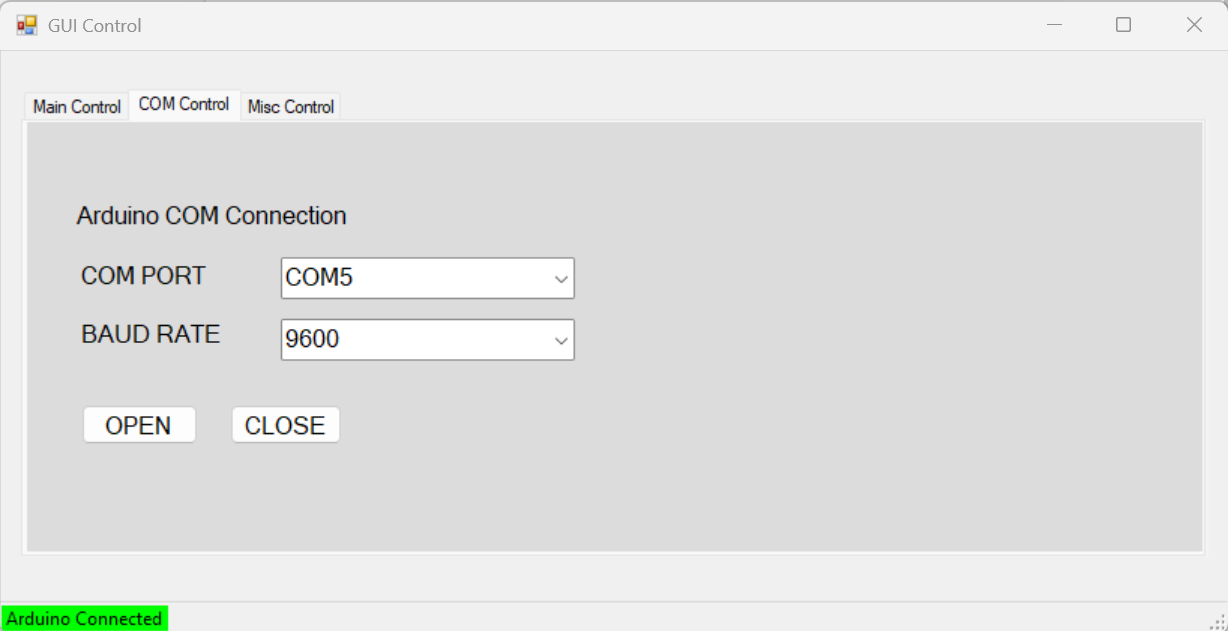 GUI Control
Main Control COM Control Misc Control
Arduino COM Connection
COM PORT COM5
BAUD RATE 9600
OPEN CLOSE
Arduino Connected